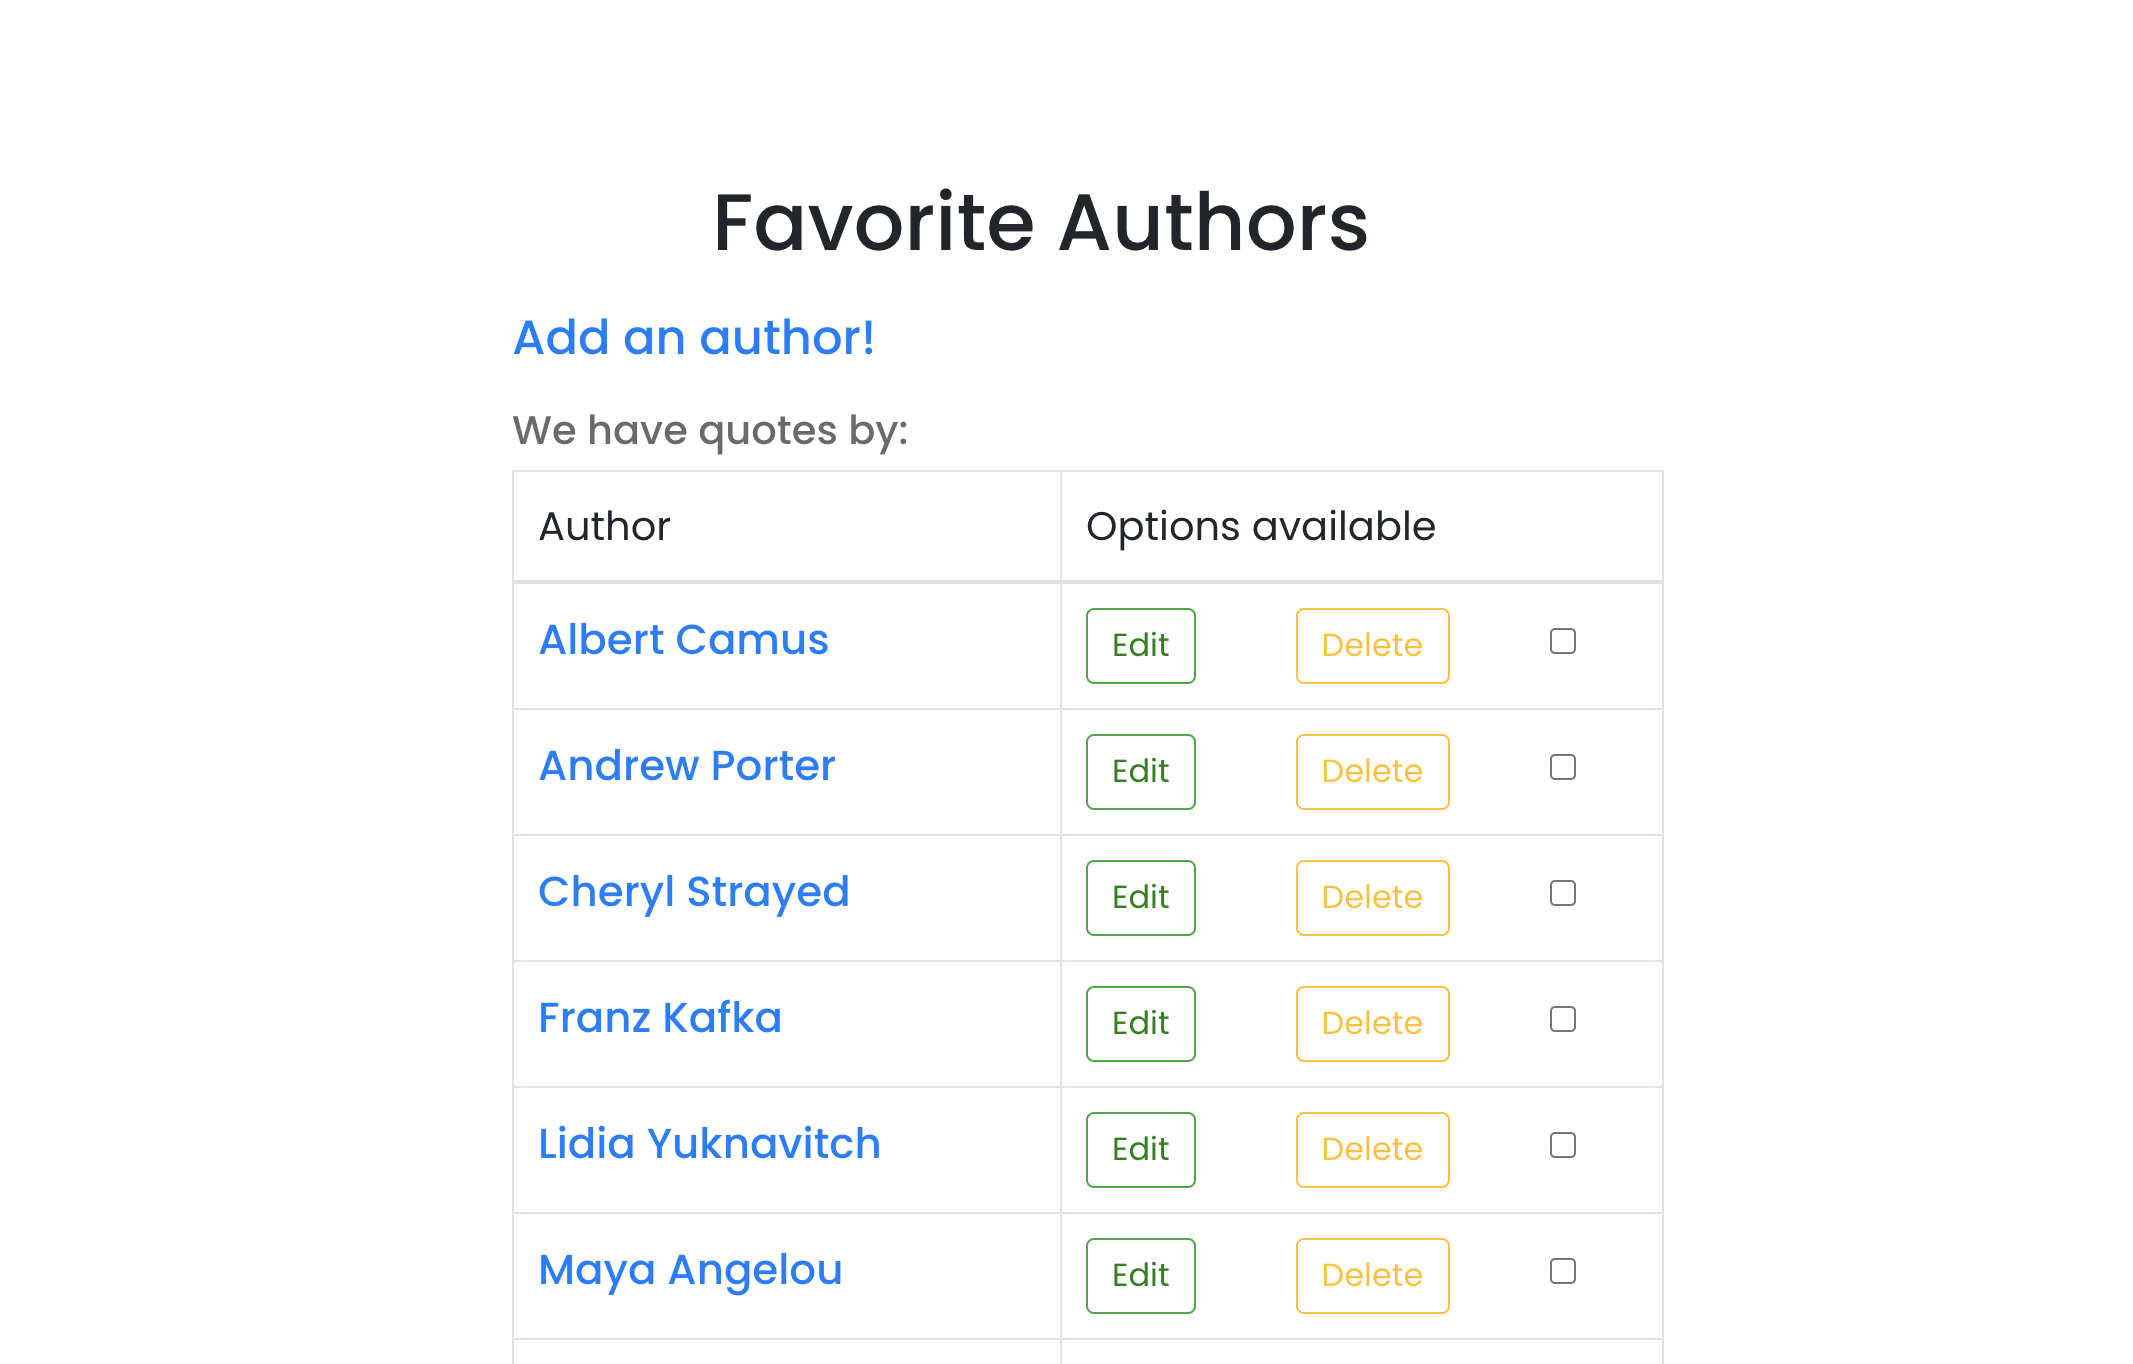 Favorite Authors
Add an author!
We have quotes by:
Author Options available
Albert Camus Edit Delete
Andrew Porter Edit Delete
Cheryl Strayed Edit Delete
Franz Kafka Edit Delete
Lidia Yuknavitch Edit Delete
Maya Angelou Edit Delete